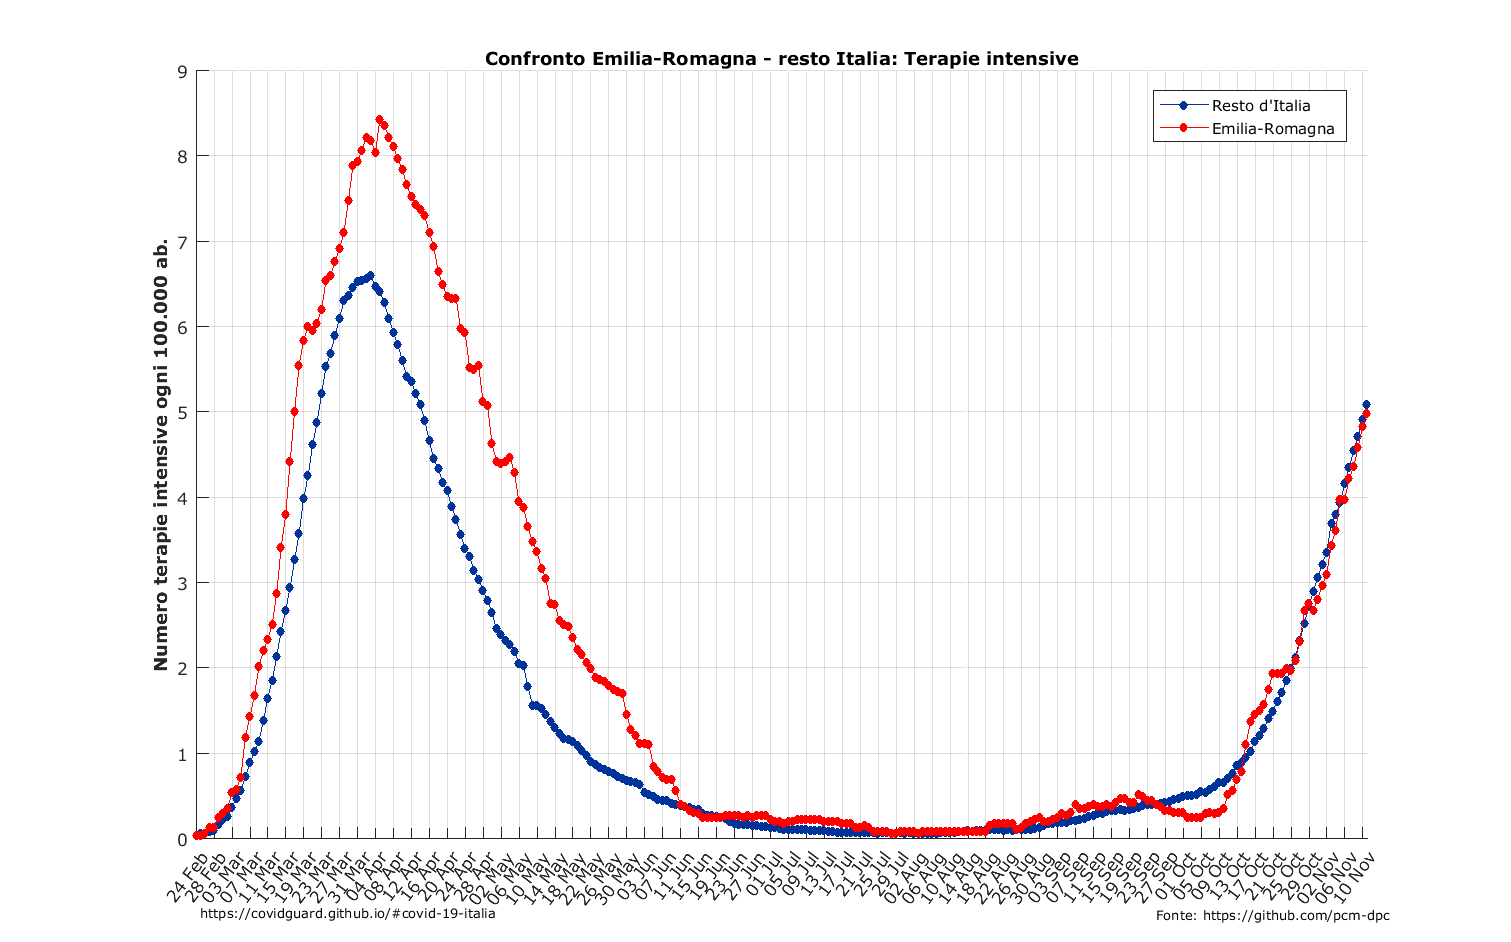 Confronto Emilia-Romagna - resto Italia: Terapie intensive
Resto d'Italia
Emilia-Romagna
Numero terapie intensive ogni 100.000 ab.
9
8
7
6
5
4
3
2
1
0
24 Feb
28 Feb
03 Mar
07 Mar
11 Mar
15 Mar
19 Mar
23 Mar
27 Mar
31 Mar
04 Apr
08 Apr
12 Apr
16 Apr
20 Apr
24 Apr
28 Apr
02 May
06 May
10 May
14 May
18 May
22 May
26 May
30 May
03 Jun
07 Jun
11 Jun
15 Jun
19 Jun
23 Jun
27 Jun
01 Jul
05 Jul
09 Jul
13 Jul
17 Jul
21 Jul
25 Jul
29 Jul
02 Aug
06 Aug
10 Aug
14 Aug
18 Aug
22 Aug
26 Aug
30 Aug
03 Sep
07 Sep
11 Sep
15 Sep
19 Sep
23 Sep
27 Sep
01 Oct
05 Oct
09 Oct
13 Oct
17 Oct
21 Oct
25 Oct
29 Oct
02 Nov
06 Nov
10 Nov
https://covidguard.github.io/#covid-19-italia
Fonte: https://github.com/pcm-dpc